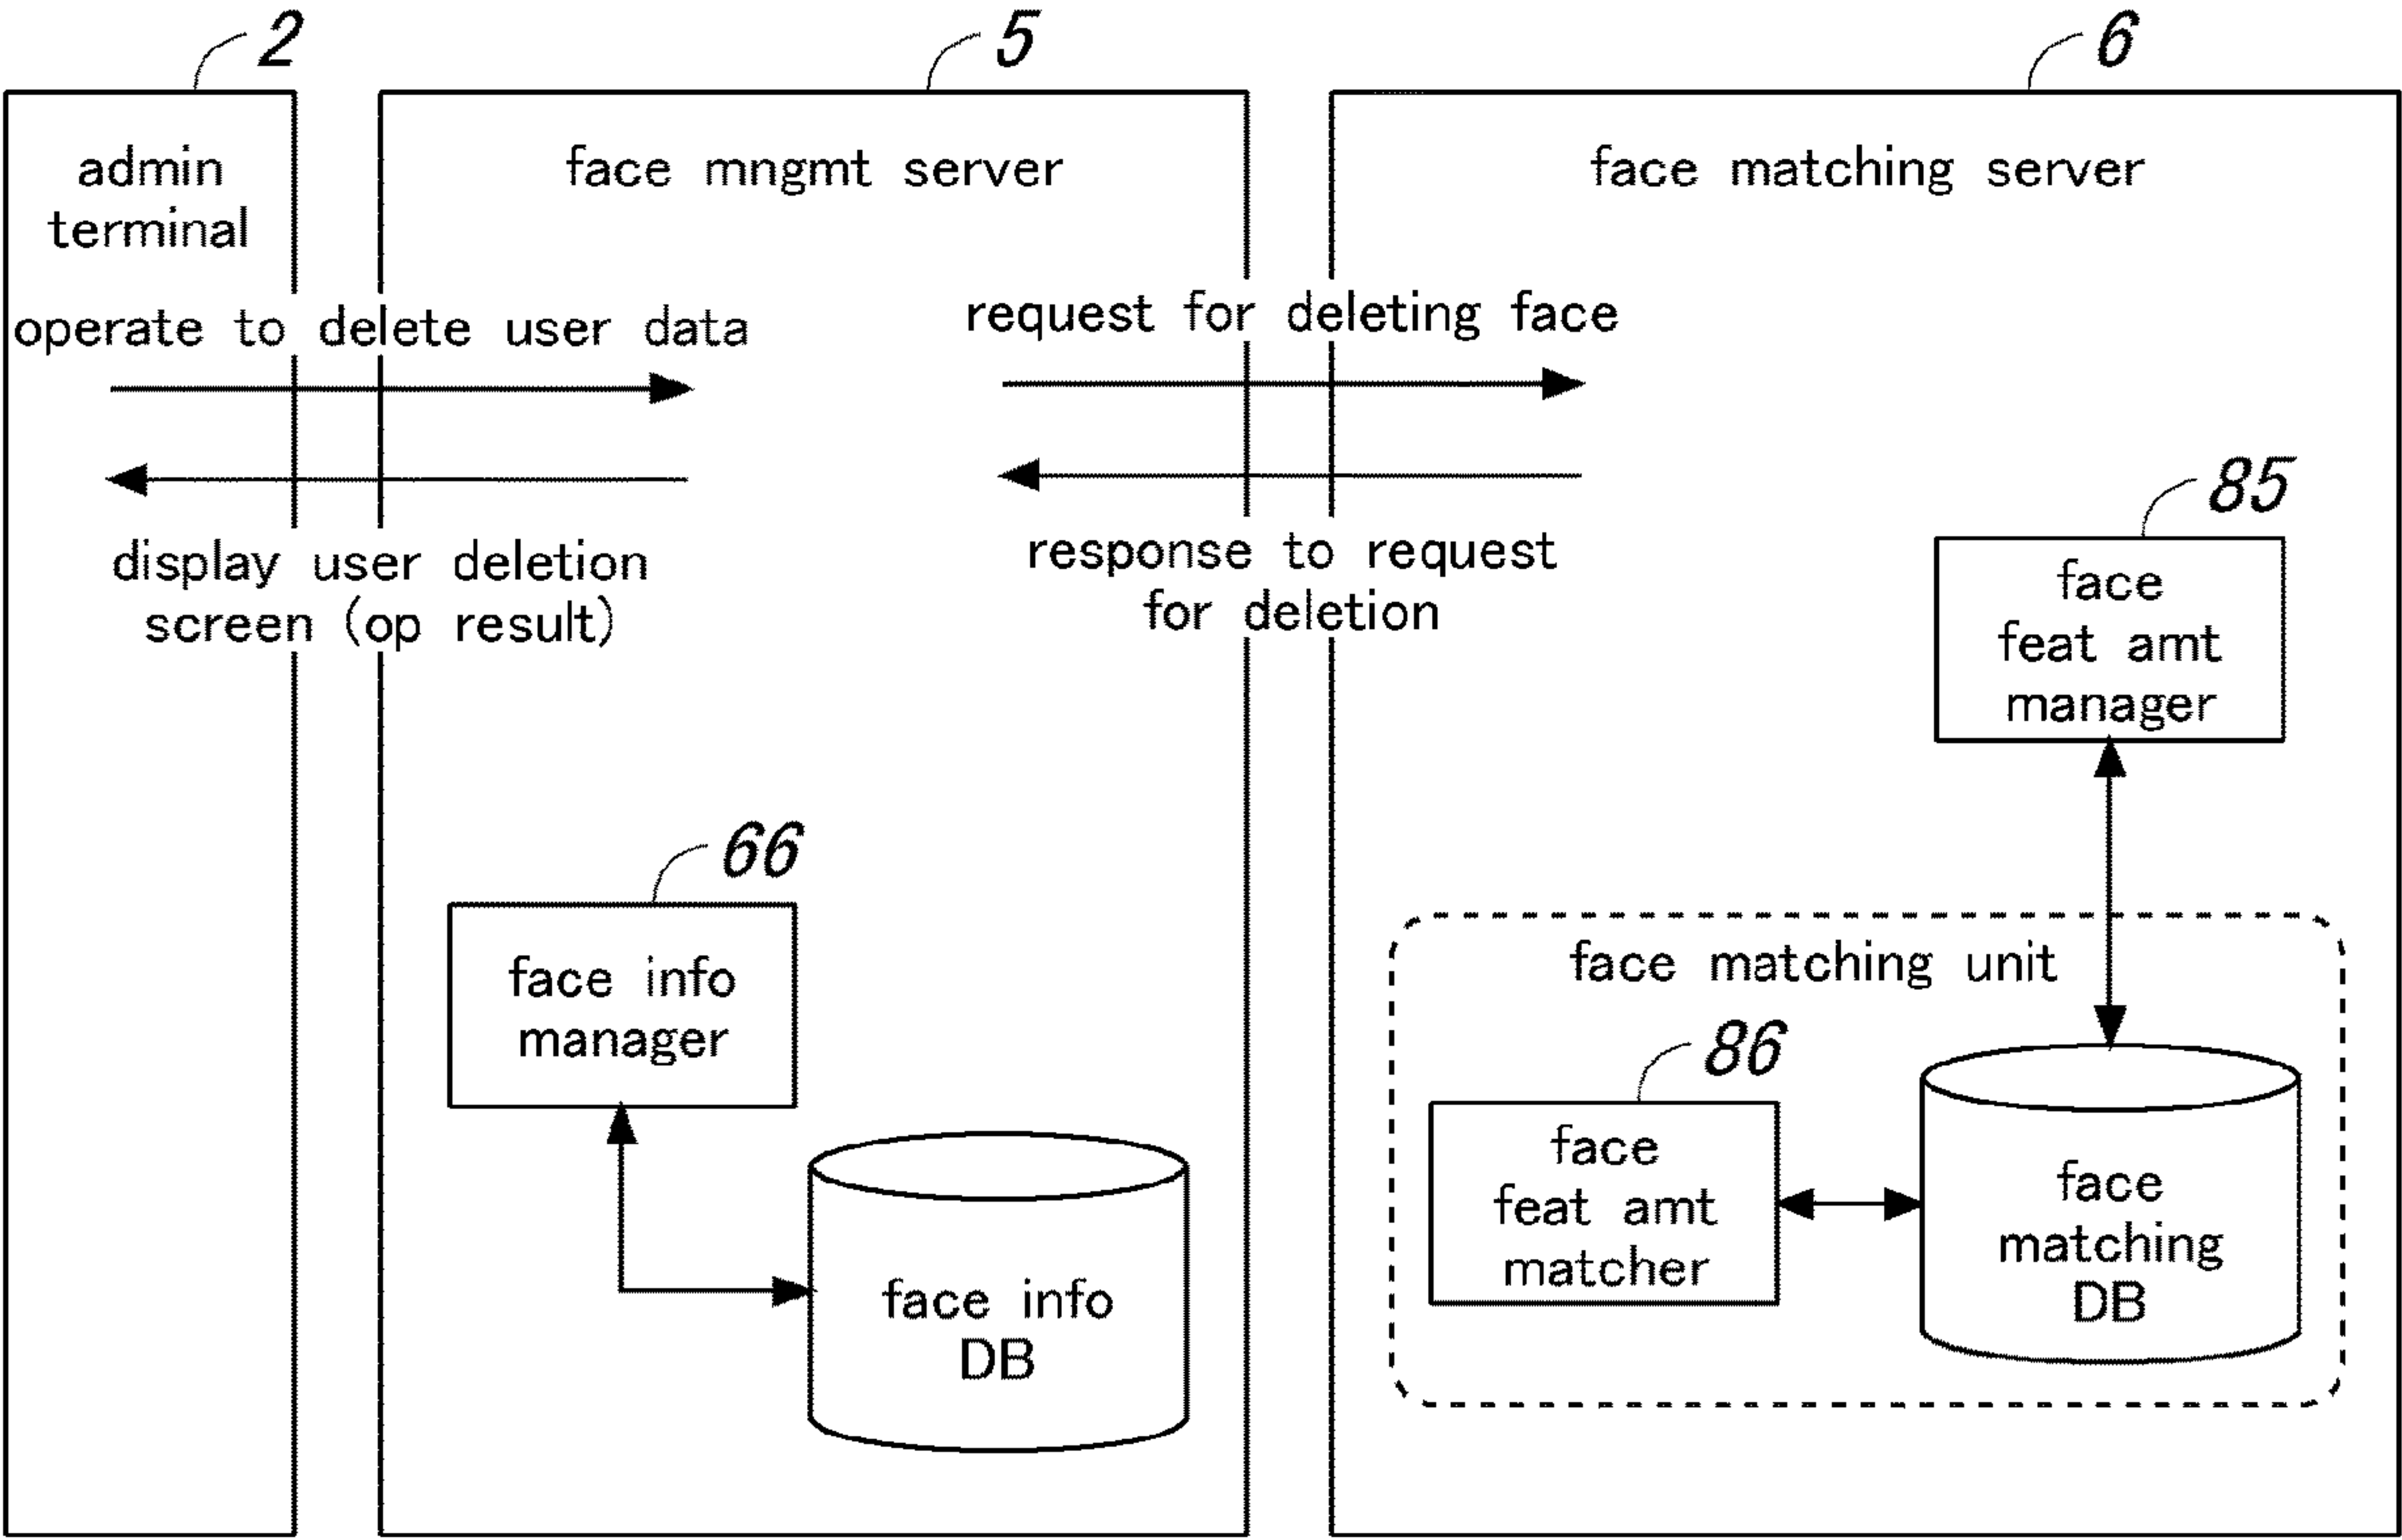 2
5
6
admin
terminal
face mngmt server
face matching server
operate to delete user data
request for deleting face
display user deletion
screen (op result)
response to request
for deletion
85
face
feat amt
manager
66
face info
manager
face info
DB
face matching unit
86
face
feat amt
matcher
face
matching
DB